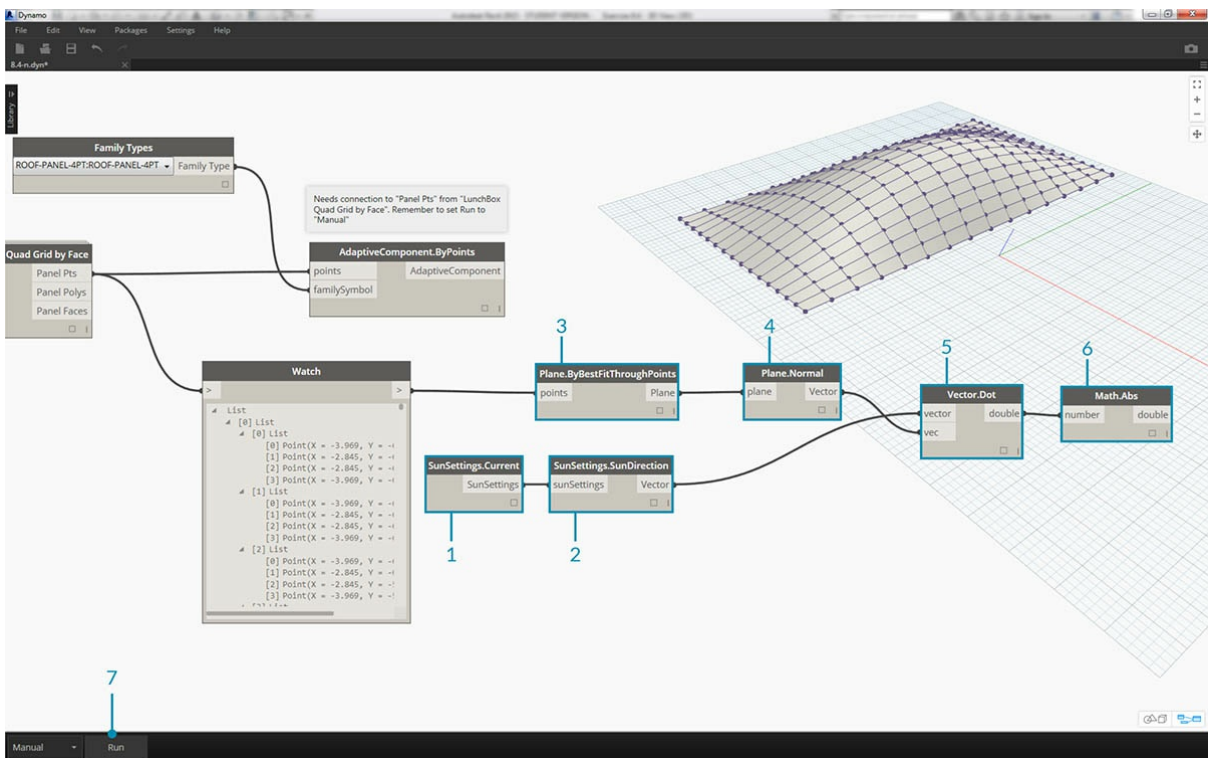 Dynamo
File Edit View Packages Settings Help
8.4-n.dyn*
Library
Family Types
ROOF-PANEL-4PT:ROOF-PANEL-4PT Family Type
Needs connection to "Panel Pts" from "LunchBox
Quad Grid by Face". Remember to set Run to
"Manual"
Quad Grid by Face
Panel Pts
Panel Polys
Panel Faces
AdaptiveComponent.ByPoints
points AdaptiveComponent
familySymbol
Watch
> >
List
[0] List
[0] List
[0] Point(X = -3.969, Y = -
[1] Point(X = -2.845, Y = -
[2] Point(X = -2.845, Y = -
[3] Point(X = -3.969, Y = -
[1] List
[0] Point(X = -3.969, Y = -
[1] Point(X = -2.845, Y = -
[2] Point(X = -2.845, Y = -
[3] Point(X = -3.969, Y = -
[2] List
[0] Point(X = -3.969, Y = -
[1] Point(X = -2.845, Y = -
[2] Point(X = -2.845, Y = -
[3] Point(X = -3.969, Y = -
3
Plane.ByBestFitThroughPoints
points Plane
4
Plane.Normal
plane Vector
5
Vector.Dot
vector double
vec
6
Math.Abs
number double
SunSettings.Current
SunSettings
1
SunSettings.SunDirection
sunSettings Vector
2
7
Manual Run